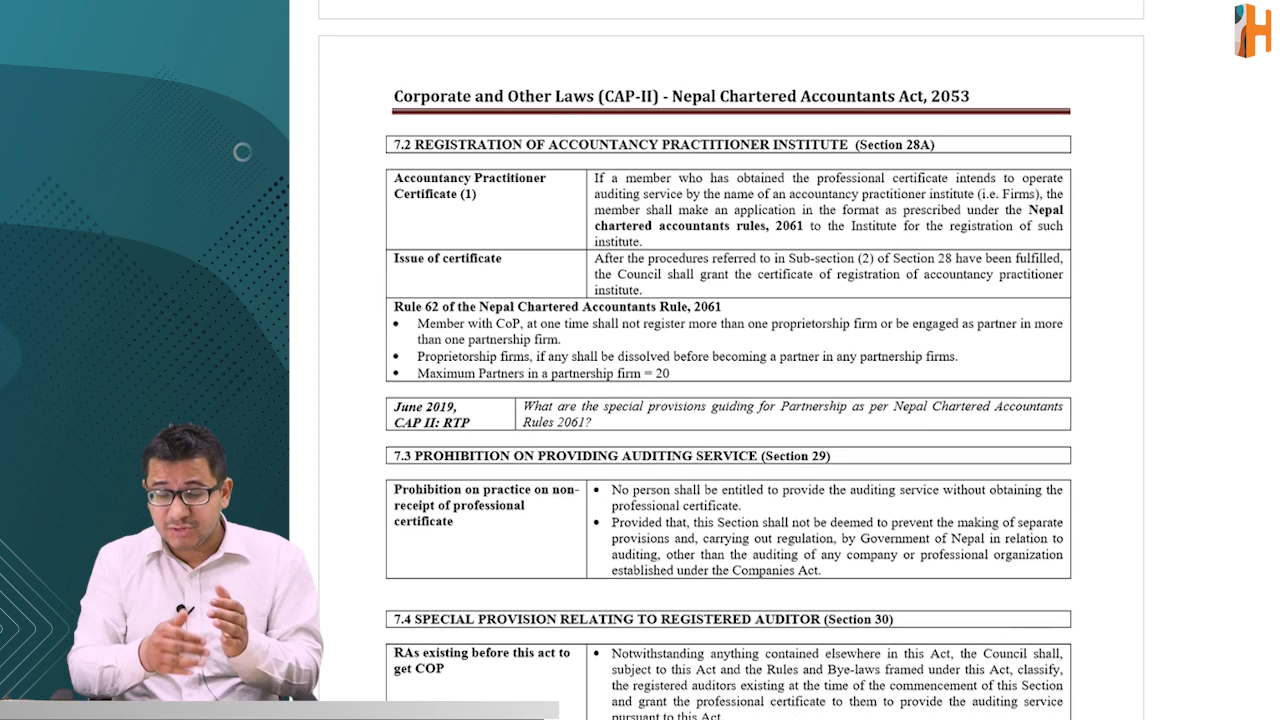 Corporate and Other Laws (CAP-II) - Nepal Chartered Accountants Act, 2053
7.2 REGISTRATION OF ACCOUNTANCY PRACTITIONER INSTITUTE (Section 28A)
Accountancy Practitioner
Certificate (1)
If a member who has obtained the professional certificate intends to operate
auditing service by the name of an accountancy practitioner institute (i.e. Firms), the
member shall make an application in the format as prescribed under the Nepal
chartered accountants rules, 2061 to the Institute for the registration of such
institute.
Issue of certificate
After the procedures referred to in Sub-section (2) of Section 28 have been fulfilled,
the Council shall grant the certificate of registration of accountancy practitioner
institute.
Rule 62 of the Nepal Chartered Accountants Rule, 2061
• Member with CoP, at one time shall not register more than one proprietorship firm or be engaged as partner in more
than one partnership firm.
• Proprietorship firms, if any shall be dissolved before becoming a partner in any partnership firms.
• Maximum Partners in a partnership firm = 20
June 2019,
CAP II: RTP
What are the special provisions guiding for Partnership as per Nepal Chartered Accountants
Rules 2061?
7.3 PROHIBITION ON PROVIDING AUDITING SERVICE (Section 29)
Prohibition on practice on non-
receipt of professional
certificate
• No person shall be entitled to provide the auditing service without obtaining the
professional certificate.
• Provided that, this Section shall not be deemed to prevent the making of separate
provisions and, carrying out regulation, by Government of Nepal in relation to
auditing, other than the auditing of any company or professional organization
established under the Companies Act.
7.4 SPECIAL PROVISION RELATING TO REGISTERED AUDITOR (Section 30)
RAs existing before this act to
get COP
• Notwithstanding anything contained elsewhere in this Act, the Council shall,
subject to this Act and the Rules and Bye-laws framed under this Act, classify,
the registered auditors existing at the time of the commencement of this Section
and grant the professional certificate to them to provide the auditing service
pursuant to this Act.
H